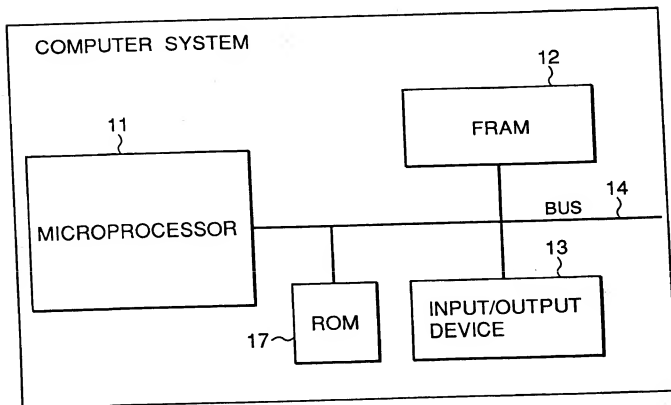 COMPUTER SYSTEM
12
FRAM
11
MICROPROCESSOR
BUS
14
13
INPUT/OUTPUT
DEVICE
17
ROM